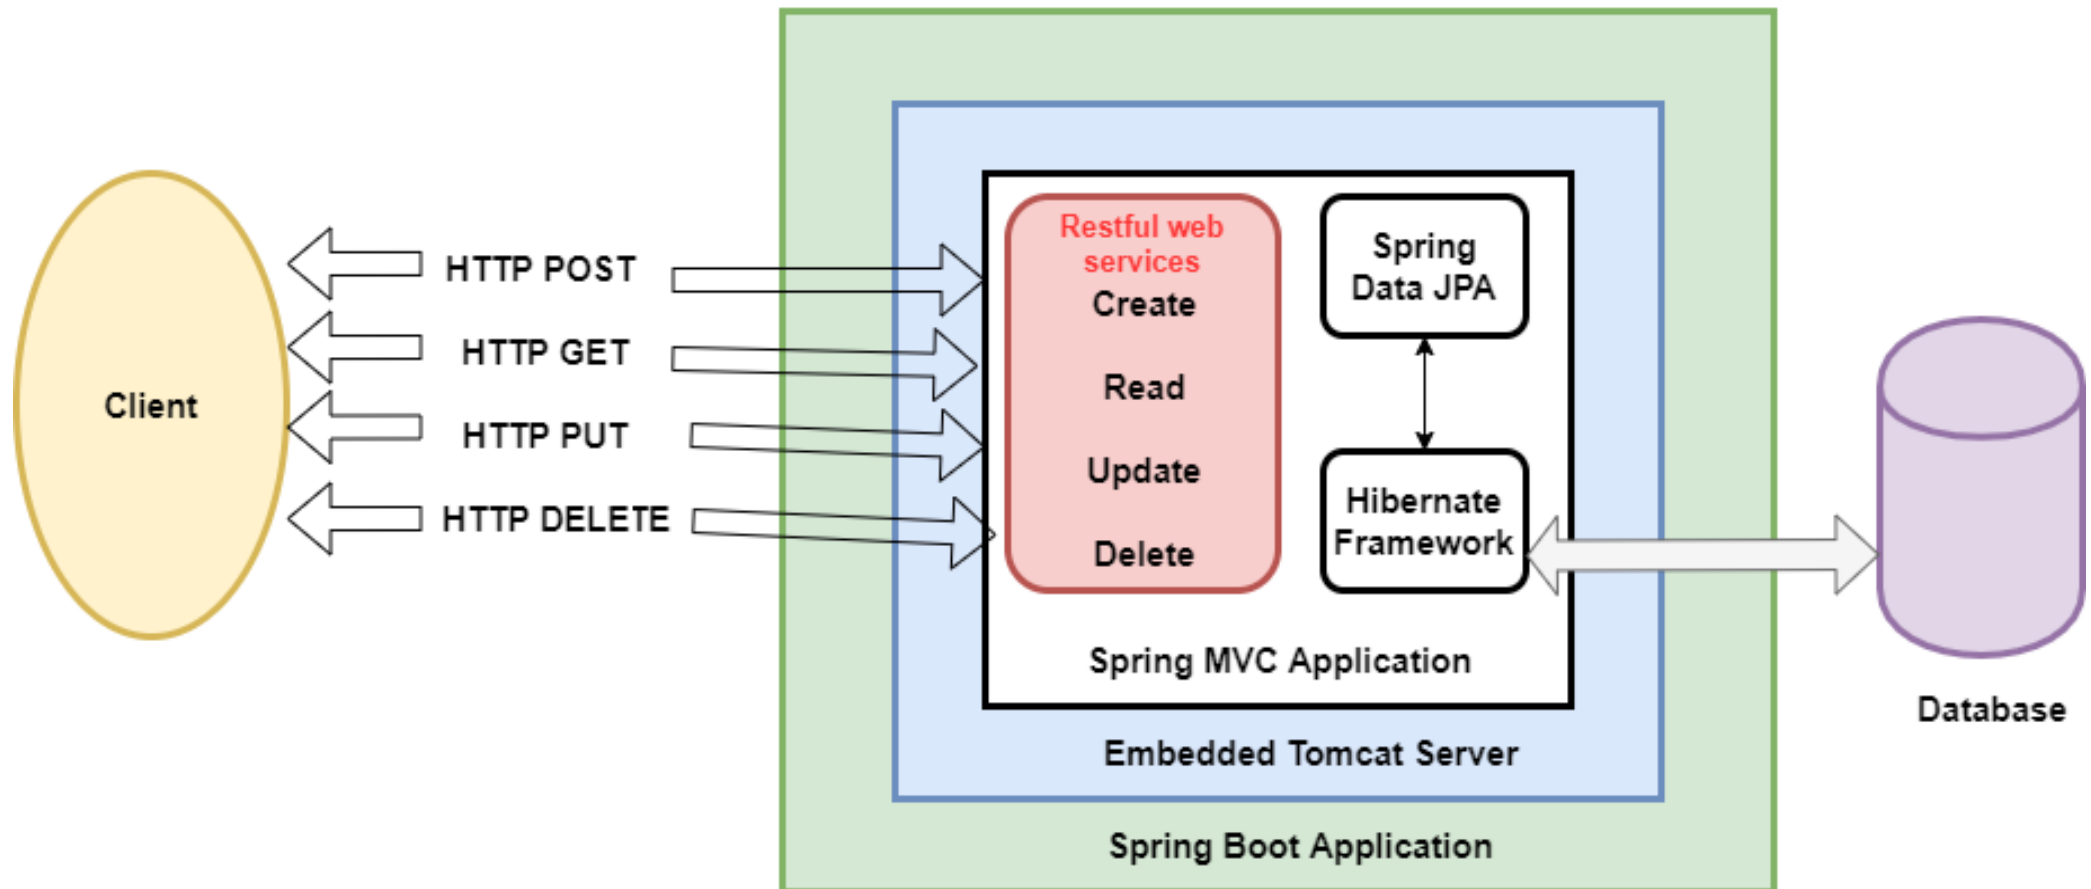 Client
HTTP POST
HTTP GET
HTTP PUT
HTTP DELETE
Restful web
services
Create
Read
Update
Delete
Spring
Data JPA
Hibernate
Framework
Spring MVC Application
Embedded Tomcat Server
Spring Boot Application
Database